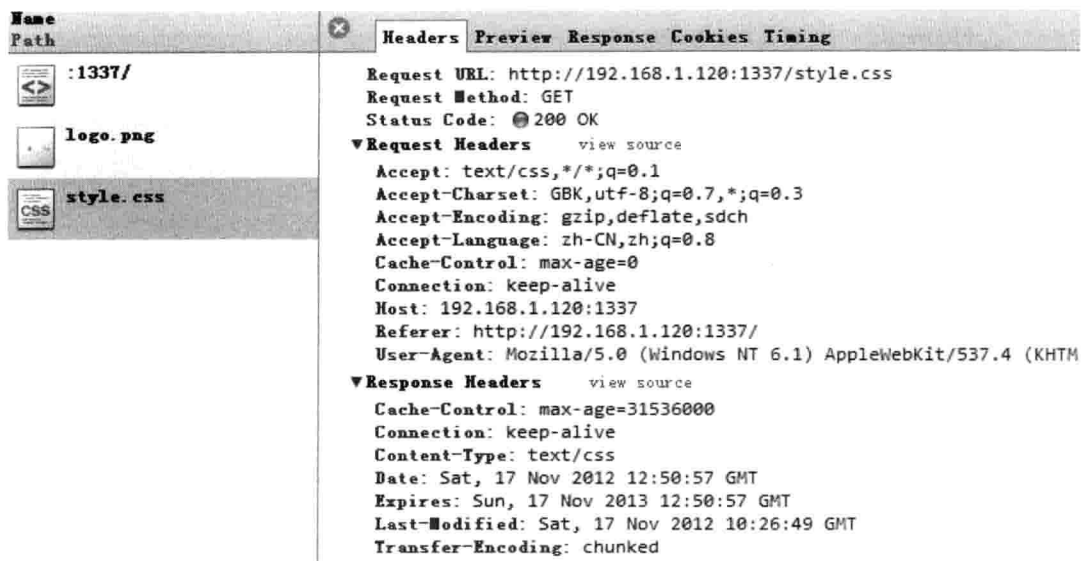 Name
Path
Headers Preview Response Cookies Timing
:1337/
logo.png
style.css
CSS
Request URL: http://192.168.1.120:1337/style.css
Request Method: GET
Status Code: 200 OK
▼Request Headers view source
Accept: text/css,*/*;q=0.1
Accept-Charset: GBK,utf-8;q=0.7,*;q=0.3
Accept-Encoding: gzip,deflate,sdch
Accept-Language: zh-CN,zh;q=0.8
Cache-Control: max-age=0
Connection: keep-alive
Host: 192.168.1.120:1337
Referer: http://192.168.1.120:1337/
User-Agent: Mozilla/5.0 (Windows NT 6.1) AppleWebKit/537.4 (KHTM
▼Response Headers view source
Cache-Control: max-age=31536000
Connection: keep-alive
Content-Type: text/css
Date: Sat, 17 Nov 2012 12:50:57 GMT
Expires: Sun, 17 Nov 2013 12:50:57 GMT
Last-Modified: Sat, 17 Nov 2012 10:26:49 GMT
Transfer-Encoding: chunked